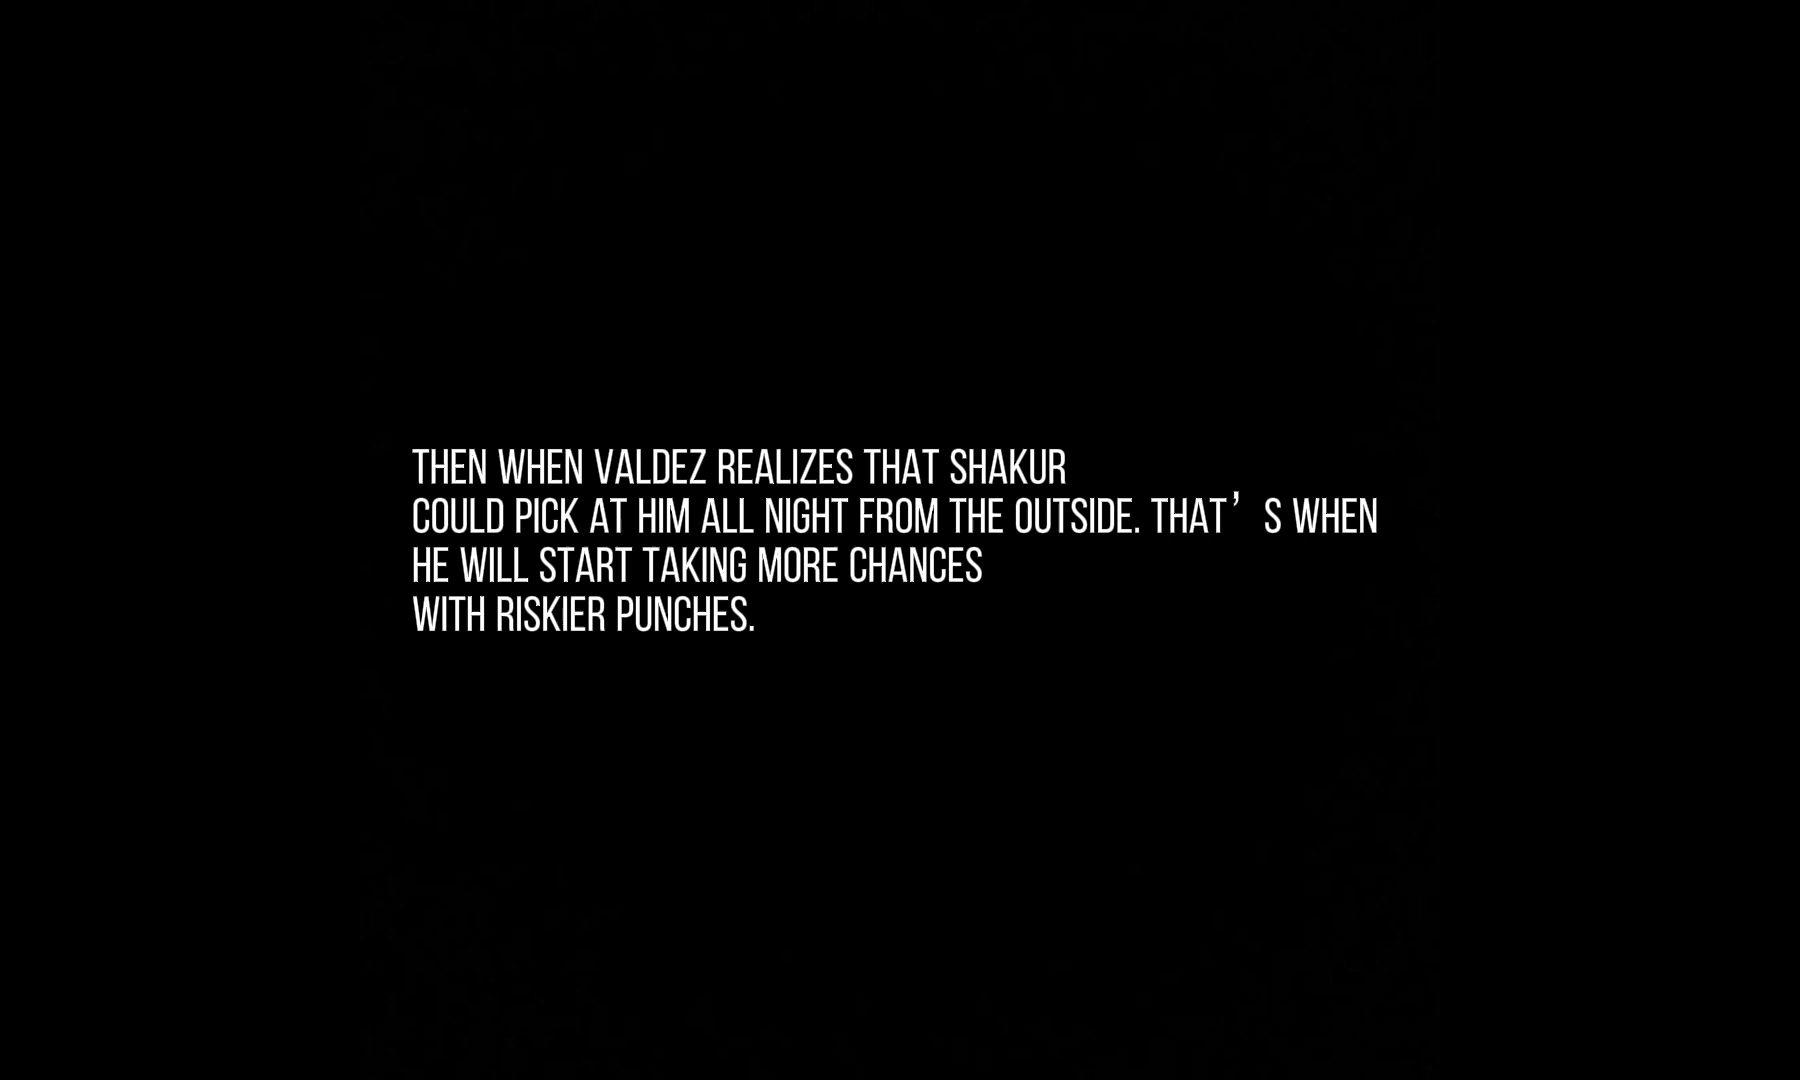 THEN WHEN VALDEZ REALIZES THAT SHAKUR
COULD PICK AT HIM ALL NIGHT FROM THE OUTSIDE. THAT’S WHEN
HE WILL START TAKING MORE CHANCES
WITH RISKIER PUNCHES.